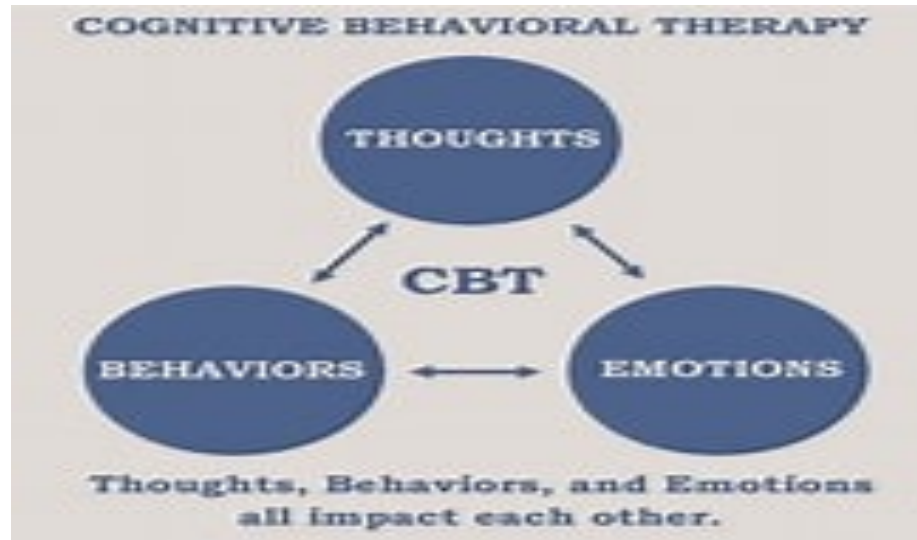 COGNITIVE BEHAVIORAL THERAPY
THOUGHTS
CBT
BEHAVIORS
EMOTIONS
Thoughts, Behaviors, and Emotions
all impact each other.